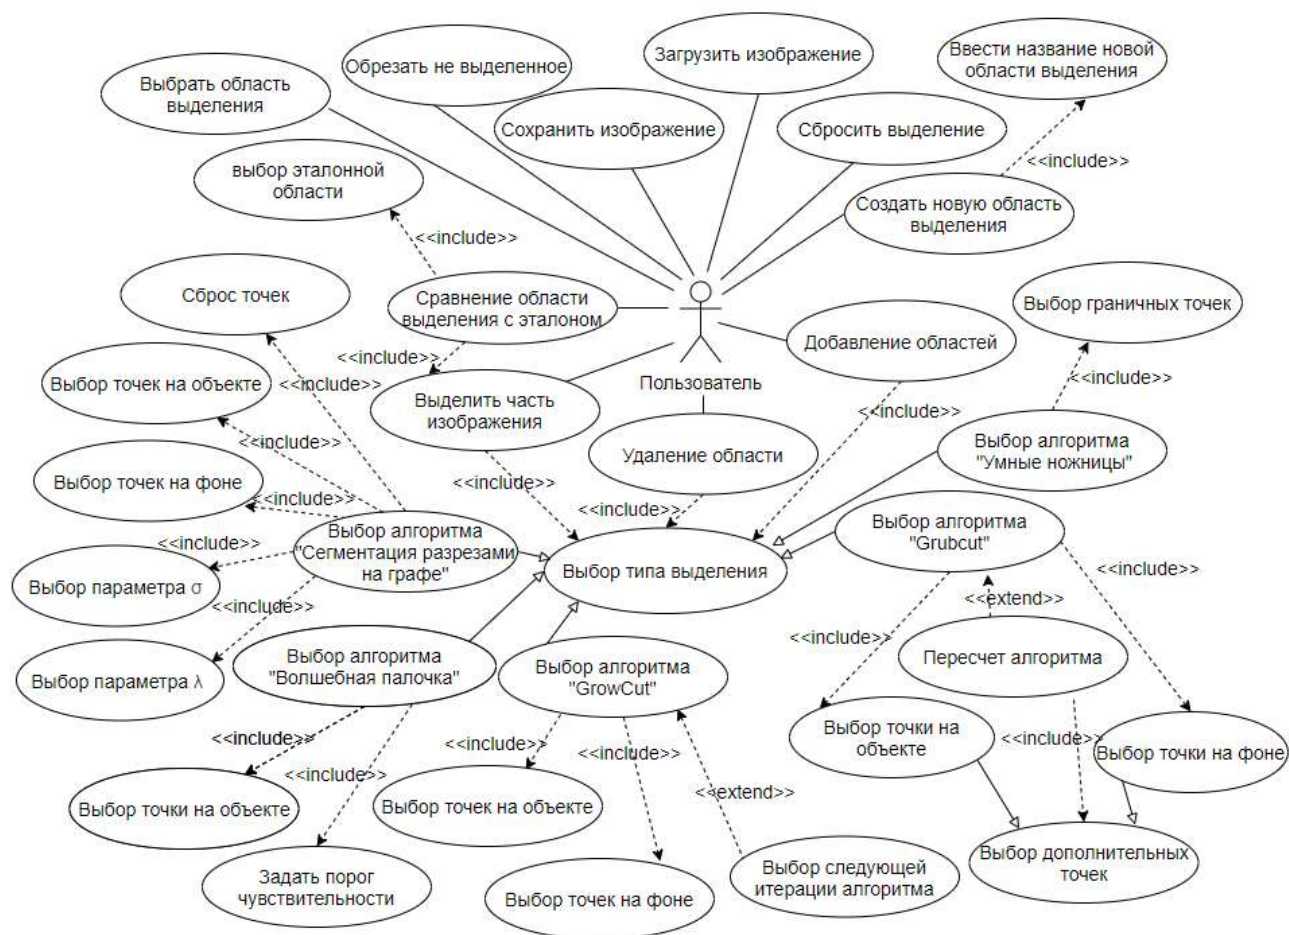 Загрузить изображение
Ввести название новой
области выделения
Обрезать не выделенное
Выбрать область
выделения
Сохранить изображение
Сбросить выделение
<<include>>
выбор эталонной
области
Создать новую область
выделения
<<include>>
Сброс точек
Сравнение области
выделения с эталоном
Выбор граничных точек
Добавление областей
<<include>>
Выбор точек на объекте
<<include>>
Пользователь
<<include>>
Выделить часть
изображения
<<include>>
<<include>>
Выбор алгоритма
"Умные ножницы"
Удаление области
Выбор точек на фоне
<<include>>
<<include>>
Выбор алгоритма
"Сегментация разрезами
на графе"
<<include>>
Выбор алгоритма
"Grubcut"
Выбор типа выделения
<<include>>
Выбор параметра σ
<<include>>
<<extend>>
<<include>>
Выбор алгоритма
"Волшебная палочка"
Выбор алгоритма
"GrowCut"
Пересчет алгоритма
Выбор параметра λ
<<include>>
<<include>>
<<include>>
Выбор точки на
объекте
<<include>>
Выбор точки на фоне
<<include>>
Выбор точки на объекте
Выбор точек на объекте
<<extend>>
Задать порог
чувствительности
Выбор точек на фоне
Выбор следующей
итерации алгоритма
Выбор дополнительных
точек